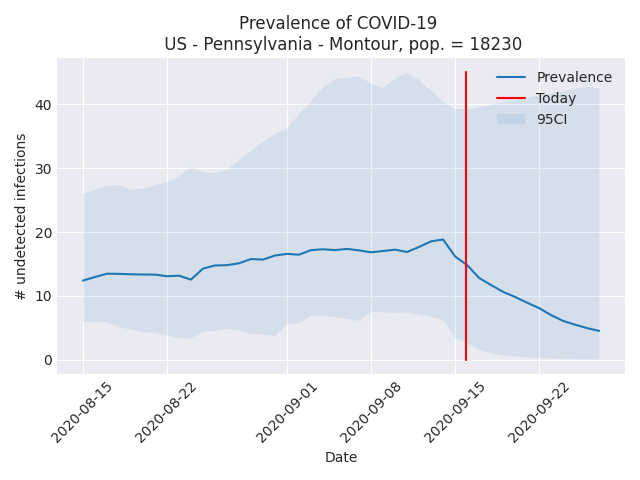 Prevalence of COVID-19
US - Pennsylvania - Montour, pop. = 18230
Prevalence
Today
95CI
# undetected infections
40
30
20
10
0
2020-08-15
2020-08-22
2020-09-01
2020-09-08
2020-09-15
2020-09-22
Date